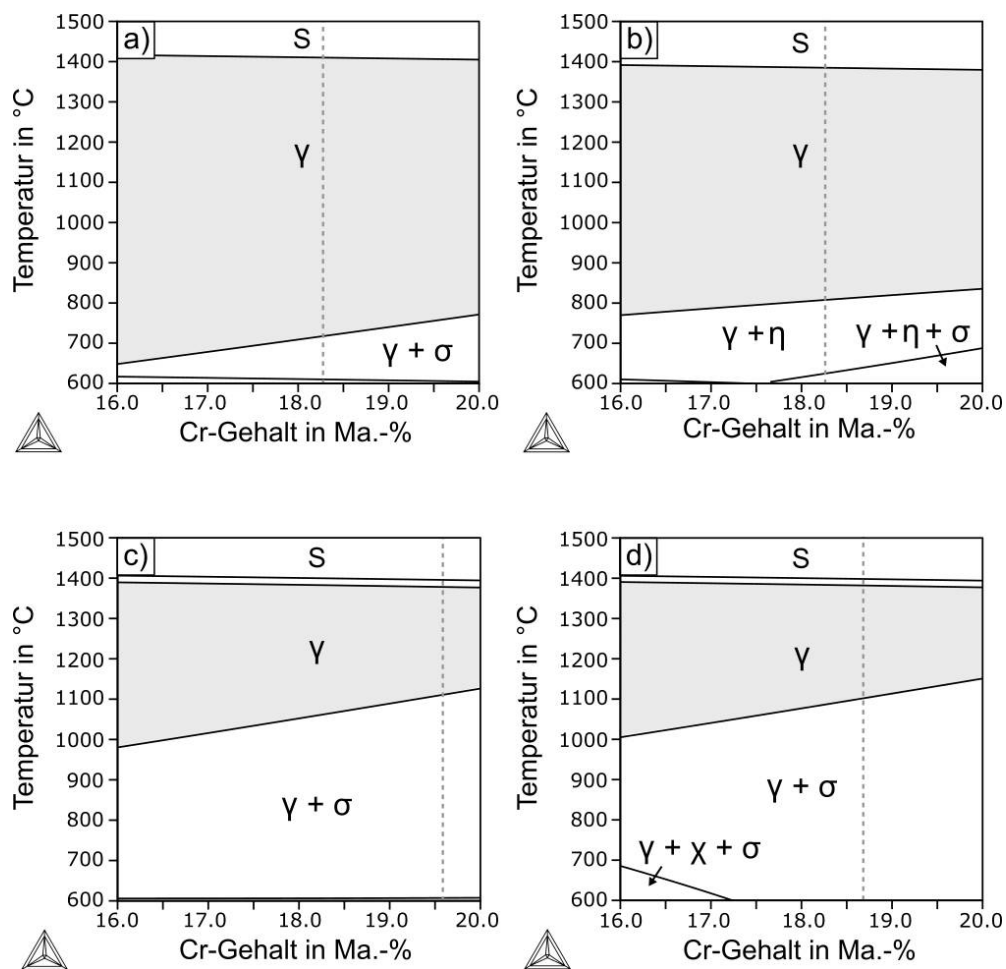 a)
S
γ
γ + σ
1500
1400
1300
1200
1100
1000
900
800
700
600
16.0 17.0 18.0 19.0 20.0
Temperatur in °C
Cr-Gehalt in Ma.-%
b)
S
γ
γ + η
γ + η + σ
1500
1400
1300
1200
1100
1000
900
800
700
600
16.0 17.0 18.0 19.0 20.0
Temperatur in °C
Cr-Gehalt in Ma.-%
c)
S
γ
γ + σ
1500
1400
1300
1200
1100
1000
900
800
700
600
16.0 17.0 18.0 19.0 20.0
Temperatur in °C
Cr-Gehalt in Ma.-%
d)
S
γ
γ + σ
γ + χ + σ
1500
1400
1300
1200
1100
1000
900
800
700
600
16.0 17.0 18.0 19.0 20.0
Temperatur in °C
Cr-Gehalt in Ma.-%